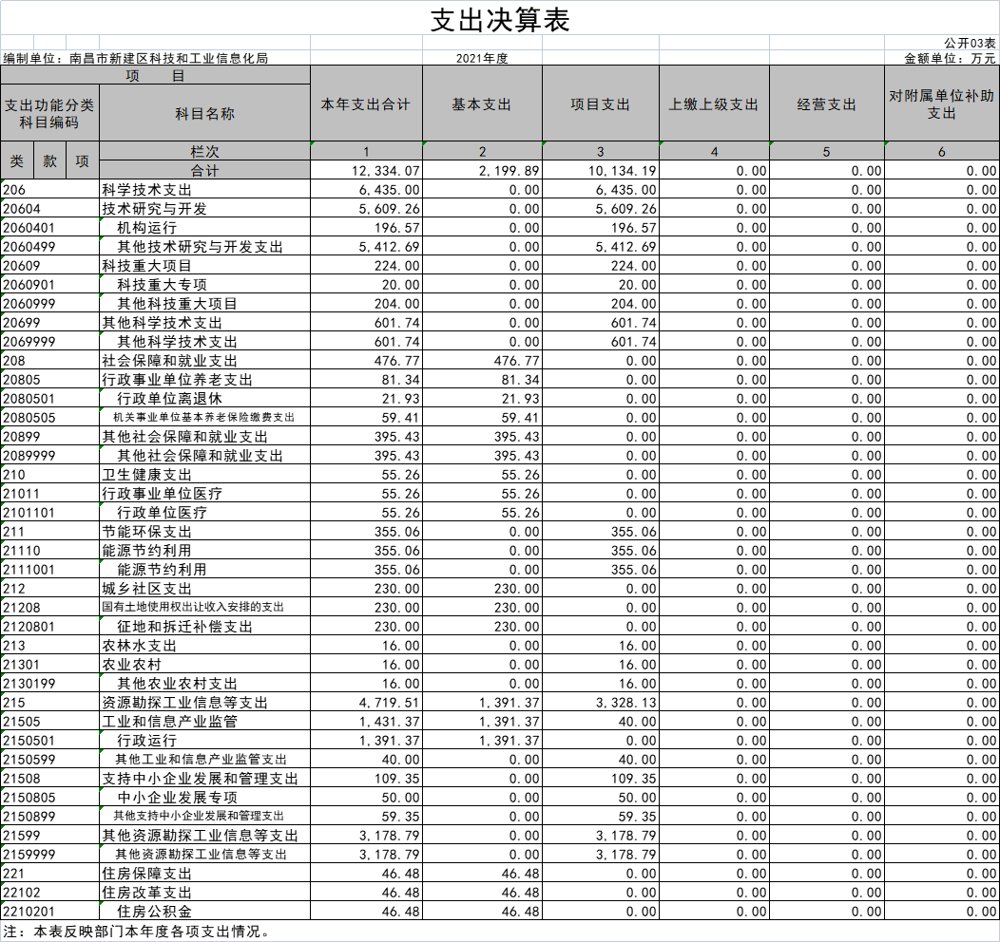 支出决算表
公开03表
编制单位：南昌市新建区科技和工业信息化局 2021年度 金额单位：万元
项 目 本年支出合计 基本支出 项目支出 上缴上级支出 经营支出 对附属单位补助支出
支出功能分类科目编码 科目名称
类 款 项 栏次 1 2 3 4 5 6
合计 12,334.07 2,199.89 10,134.19 0.00 0.00 0.00
206 科学技术支出 6,435.00 0.00 6,435.00 0.00 0.00 0.00
20604 技术研究与开发 5,609.26 0.00 5,609.26 0.00 0.00 0.00
2060401 机构运行 196.57 0.00 196.57 0.00 0.00 0.00
2060499 其他技术研究与开发支出 5,412.69 0.00 5,412.69 0.00 0.00 0.00
20609 科技重大项目 224.00 0.00 224.00 0.00 0.00 0.00
2060901 科技重大专项 20.00 0.00 20.00 0.00 0.00 0.00
2060999 其他科技重大项目 204.00 0.00 204.00 0.00 0.00 0.00
20699 其他科学技术支出 601.74 0.00 601.74 0.00 0.00 0.00
2069999 其他科学技术支出 601.74 0.00 601.74 0.00 0.00 0.00
208 社会保障和就业支出 476.77 476.77 0.00 0.00 0.00 0.00
20805 行政事业单位养老支出 81.34 81.34 0.00 0.00 0.00 0.00
2080501 行政单位离退休 21.93 21.93 0.00 0.00 0.00 0.00
2080505 机关事业单位基本养老保险缴费支出 59.41 59.41 0.00 0.00 0.00 0.00
20899 其他社会保障和就业支出 395.43 395.43 0.00 0.00 0.00 0.00
2089999 其他社会保障和就业支出 395.43 395.43 0.00 0.00 0.00 0.00
210 卫生健康支出 55.26 55.26 0.00 0.00 0.00 0.00
21011 行政事业单位医疗 55.26 55.26 0.00 0.00 0.00 0.00
2101101 行政单位医疗 55.26 55.26 0.00 0.00 0.00 0.00
211 节能环保支出 355.06 0.00 355.06 0.00 0.00 0.00
21110 能源节约利用 355.06 0.00 355.06 0.00 0.00 0.00
2111001 能源节约利用 355.06 0.00 355.06 0.00 0.00 0.00
212 城乡社区支出 230.00 230.00 0.00 0.00 0.00 0.00
21208 国有土地使用权出让收入安排的支出 230.00 230.00 0.00 0.00 0.00 0.00
2120801 征地和拆迁补偿支出 230.00 230.00 0.00 0.00 0.00 0.00
213 农林水支出 16.00 0.00 16.00 0.00 0.00 0.00
21301 农业农村 16.00 0.00 16.00 0.00 0.00 0.00
2130199 其他农业农村支出 16.00 0.00 16.00 0.00 0.00 0.00
215 资源勘探工业信息等支出 4,719.51 1,391.37 3,328.13 0.00 0.00 0.00
21505 工业和信息产业监管 1,431.37 1,391.37 40.00 0.00 0.00 0.00
2150501 行政运行 1,391.37 1,391.37 0.00 0.00 0.00 0.00
2150599 其他工业和信息产业监管支出 40.00 0.00 40.00 0.00 0.00 0.00
21508 支持中小企业发展和管理支出 109.35 0.00 109.35 0.00 0.00 0.00
2150805 中小企业发展专项 50.00 0.00 50.00 0.00 0.00 0.00
2150899 其他支持中小企业发展和管理支出 59.35 0.00 59.35 0.00 0.00 0.00
21599 其他资源勘探工业信息等支出 3,178.79 0.00 3,178.79 0.00 0.00 0.00
2159999 其他资源勘探工业信息等支出 3,178.79 0.00 3,178.79 0.00 0.00 0.00
221 住房保障支出 46.48 46.48 0.00 0.00 0.00 0.00
22102 住房改革支出 46.48 46.48 0.00 0.00 0.00 0.00
2210201 住房公积金 46.48 46.48 0.00 0.00 0.00 0.00
注：本表反映部门本年度各项支出情况。